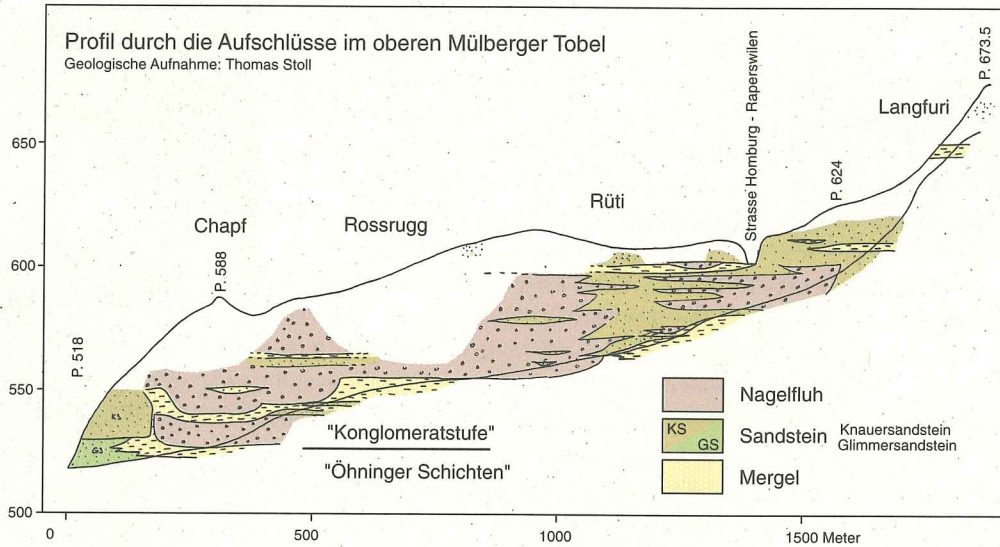 Profil durch die Aufschlüsse im oberen Mülberger Tobel
Geologische Aufnahme: Thomas Stoll
P. 673.5
Langfuri
Strasse Homburg - Raperswilen
P. 624
Rüti
Rossrugg
Chapf
P. 588
P. 518
650
600
550
500
KS
GS
"Konglomeratstufe"
"Öhninger Schichten"
Nagelfluh
KS
GS
Sandstein
Knauersandstein
Glimmersandstein
Mergel
0
500
1000
1500 Meter